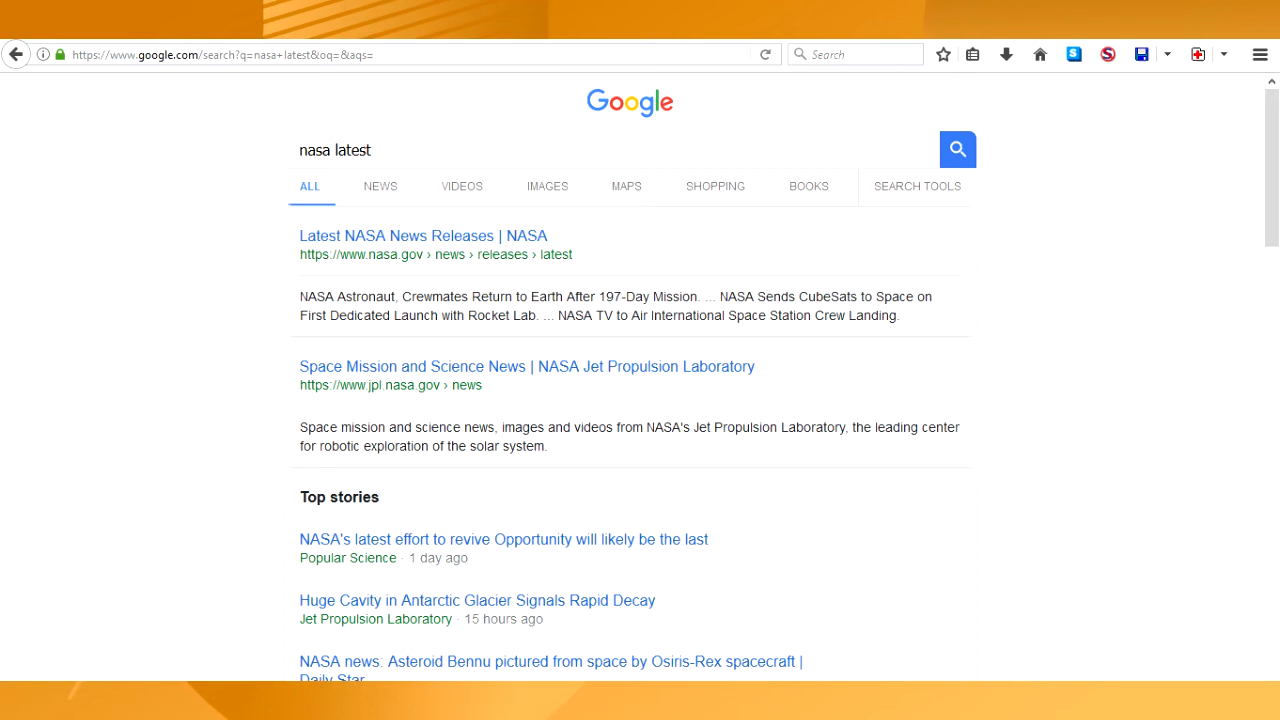 https://www.google.com/search?q=nasa+latest&oq=&aqs=
Search
Google
nasa latest
ALL NEWS VIDEOS IMAGES MAPS SHOPPING BOOKS SEARCH TOOLS
Latest NASA News Releases | NASA
https://www.nasa.gov › news › releases › latest
NASA Astronaut, Crewmates Return to Earth After 197-Day Mission. ... NASA Sends CubeSats to Space on
First Dedicated Launch with Rocket Lab. ... NASA TV to Air International Space Station Crew Landing.
Space Mission and Science News | NASA Jet Propulsion Laboratory
https://www.jpl.nasa.gov › news
Space mission and science news, images and videos from NASA's Jet Propulsion Laboratory, the leading center
for robotic exploration of the solar system.
Top stories
NASA's latest effort to revive Opportunity will likely be the last
Popular Science · 1 day ago
Huge Cavity in Antarctic Glacier Signals Rapid Decay
Jet Propulsion Laboratory · 15 hours ago
NASA news: Asteroid Bennu pictured from space by Osiris-Rex spacecraft |
Daily Star